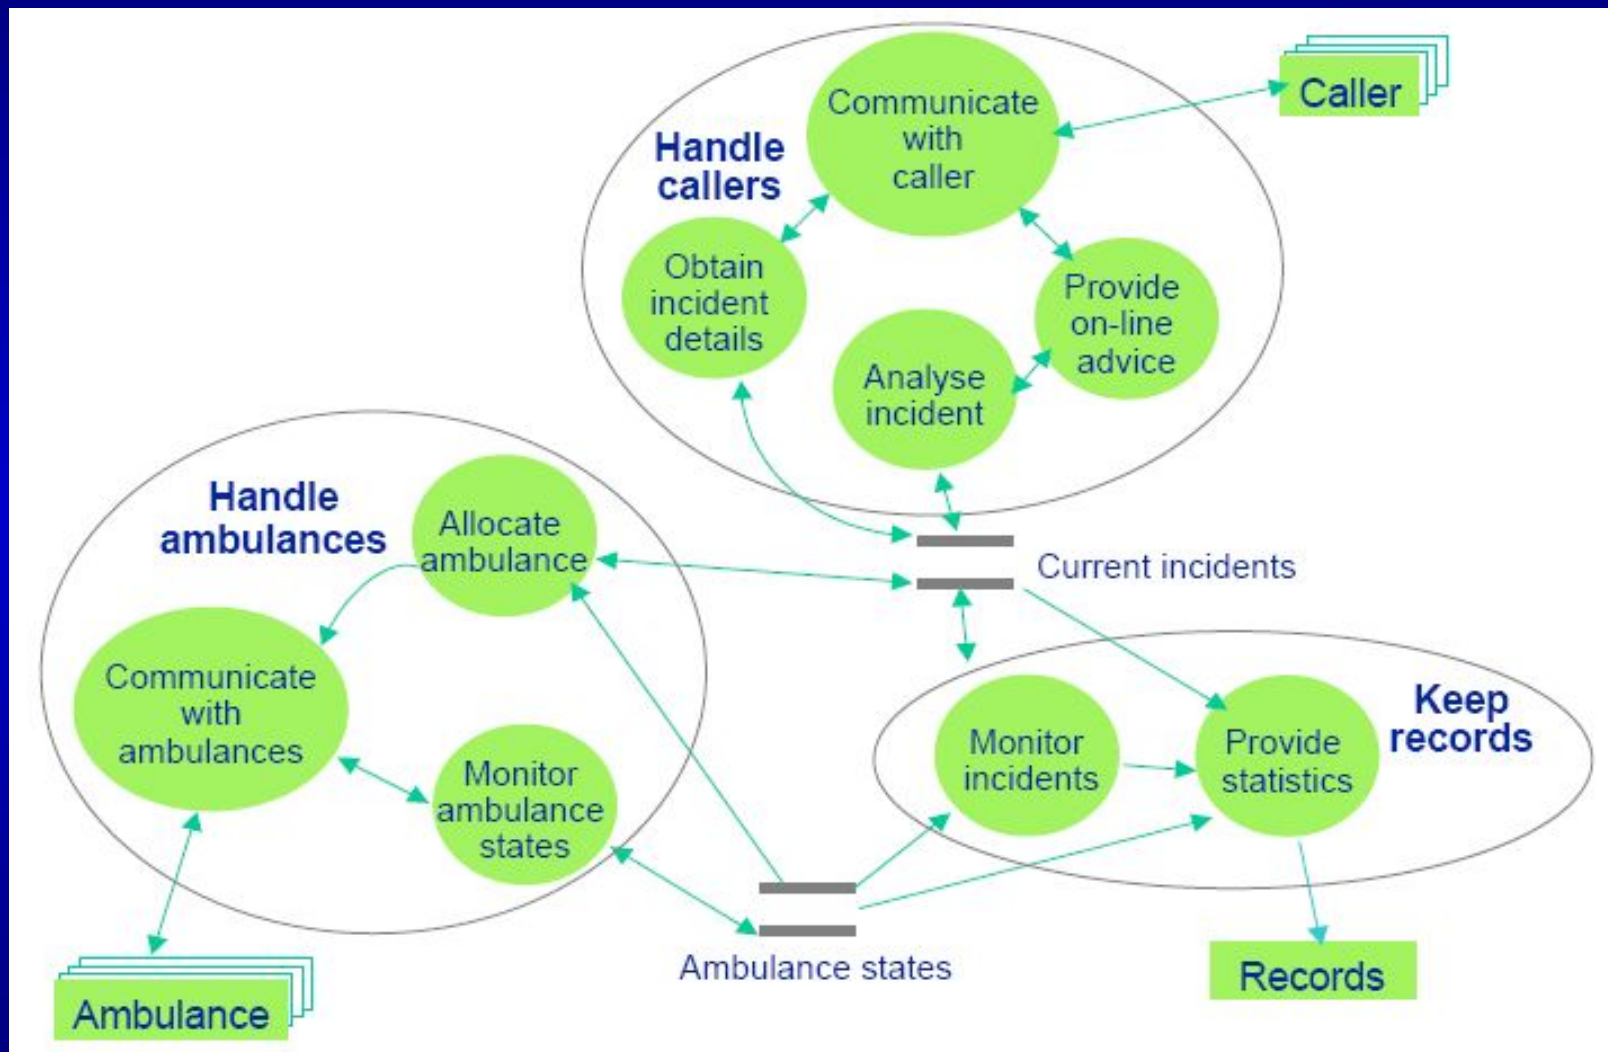 Communicate
with
caller
Caller
Handle
callers
Obtain
incident
details
Provide
on-line
advice
Analyse
incident
Handle
ambulances
Allocate
ambulance
Current incidents
Communicate
with
ambulances
Monitor
ambulance
states
Keep
records
Monitor
incidents
Provide
statistics
Ambulance states
Records
Ambulance